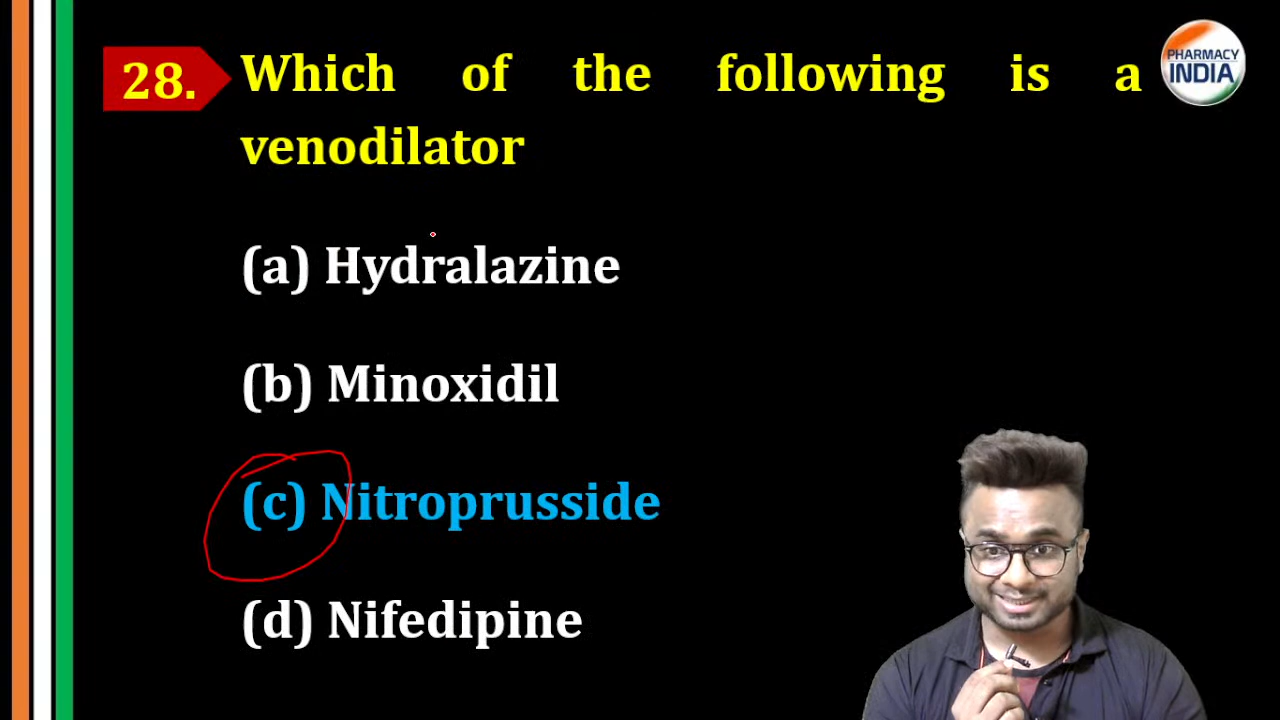 28. Which of the following is a
venodilator
(a) Hydralazine
(b) Minoxidil
(c) Nitroprusside
(d) Nifedipine
PHARMACY
INDIA